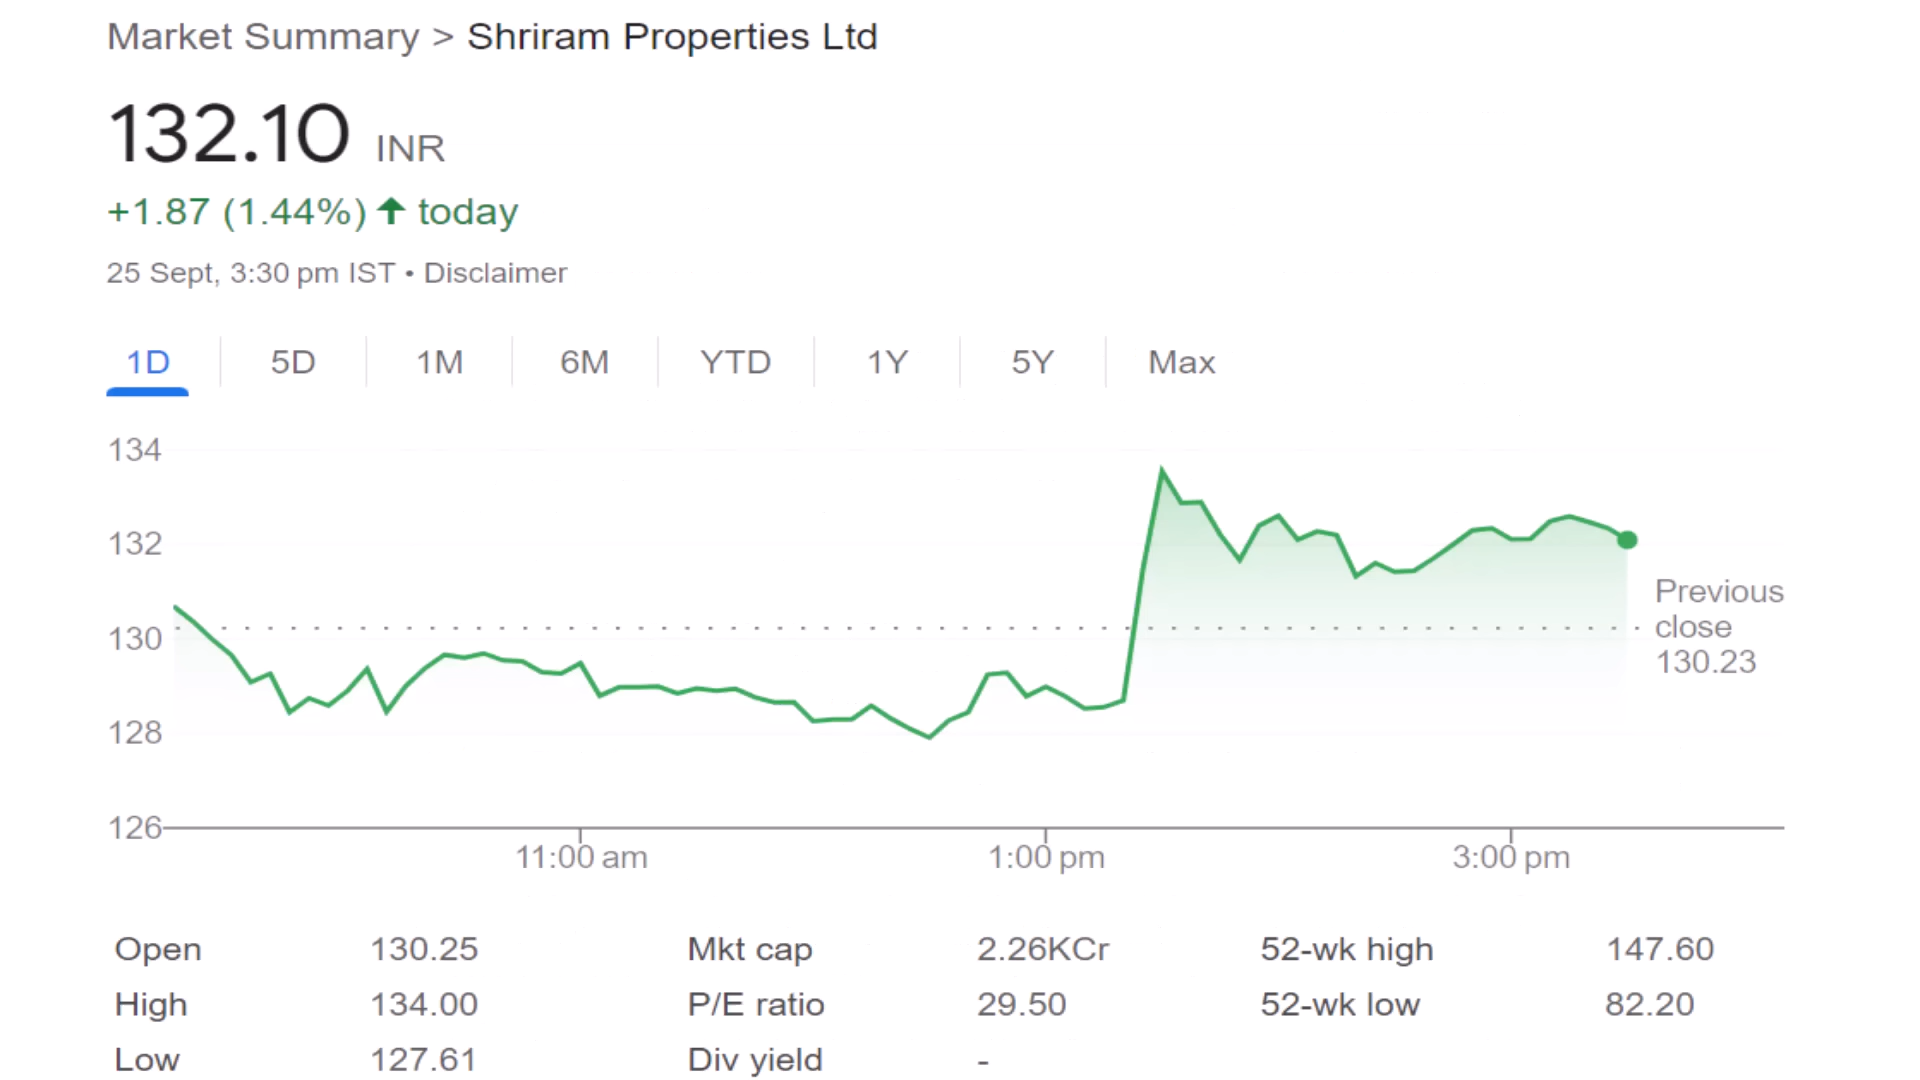 Market Summary > Shriram Properties Ltd
132.10 INR
+1.87 (1.44%) ↑ today
25 Sept, 3:30 pm IST • Disclaimer
1D 5D 1M 6M YTD 1Y 5Y Max
134
132
130
128
126
Previous
close
130.23
11:00 am 1:00 pm 3:00 pm
Open 130.25 Mkt cap 2.26KCr 52-wk high 147.60
High 134.00 P/E ratio 29.50 52-wk low 82.20
Low 127.61 Div yield -